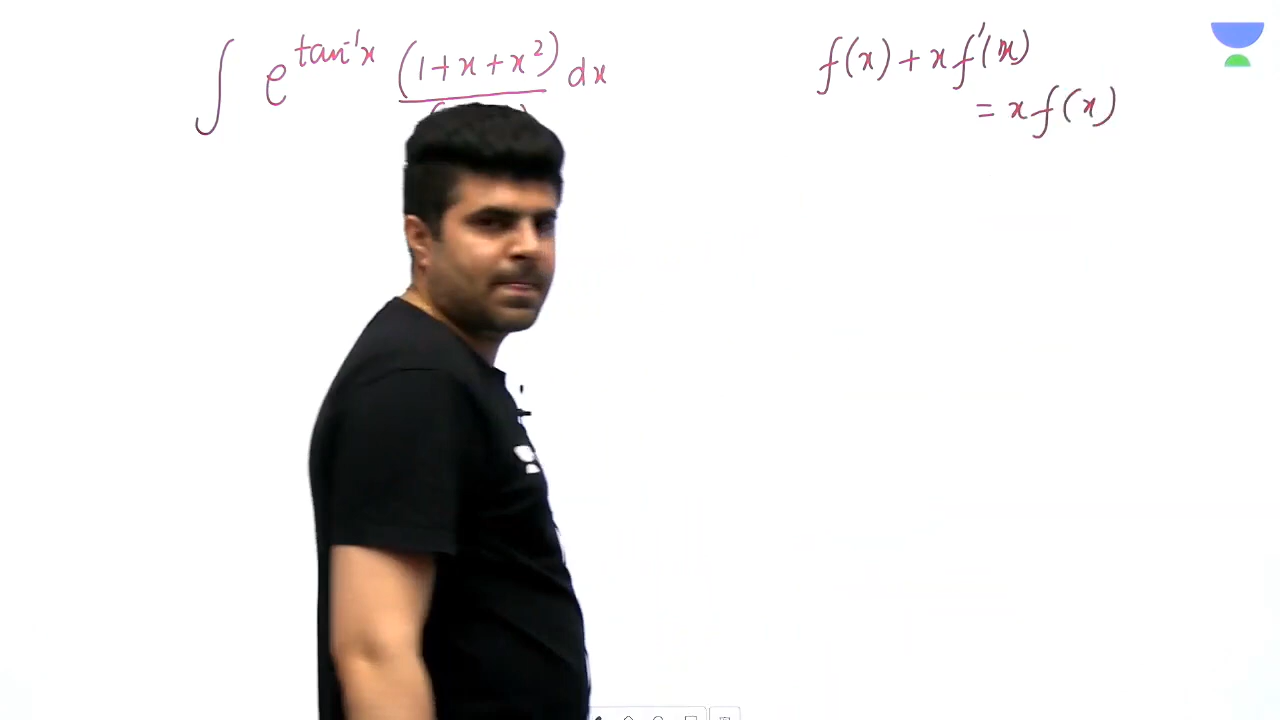 ∫ e^{tan⁻¹x} (1+x+x²) dx
f(x) + x f'(x)
= x f(x)